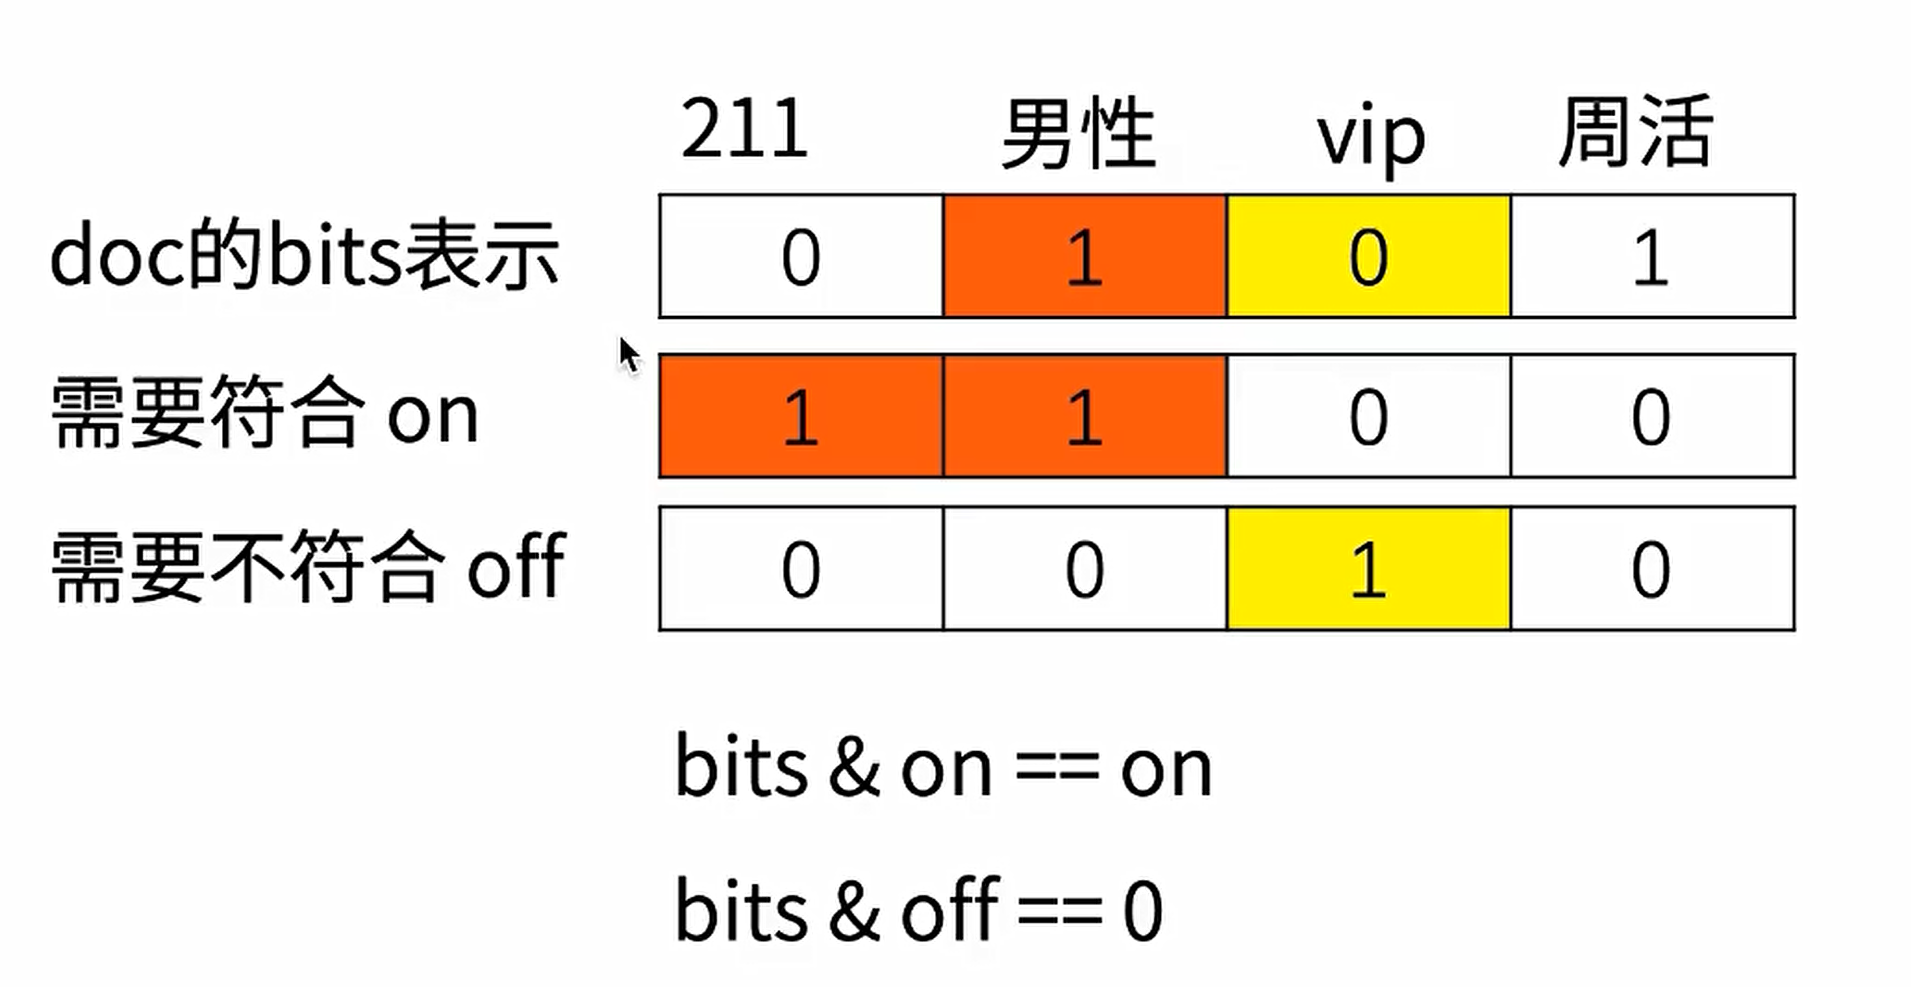 211 男性 vip 周活
doc的bits表示 0 1 0 1
需要符合 on 1 1 0 0
需要不符合 off 0 0 1 0
bits & on == on
bits & off == 0